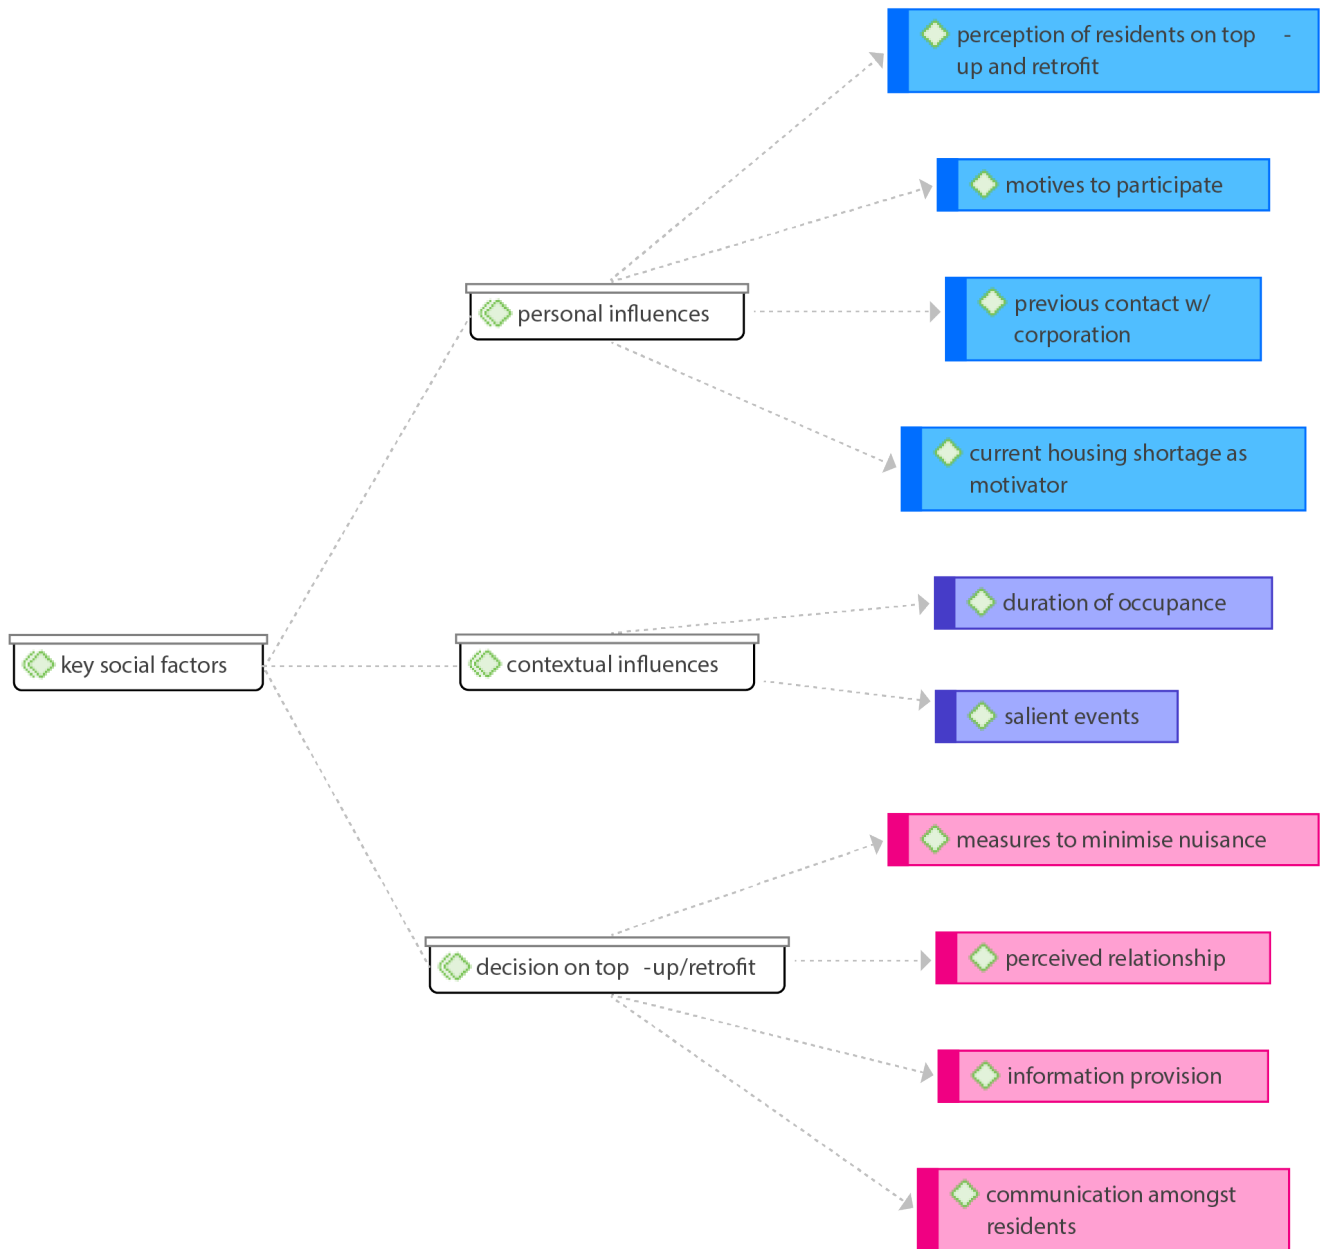 perception of residents on top -
up and retrofit
motives to participate
personal influences
previous contact w/
corporation
current housing shortage as
motivator
duration of occupance
key social factors
contextual influences
salient events
measures to minimise nuisance
decision on top -up/retrofit
perceived relationship
information provision
communication amongst
residents